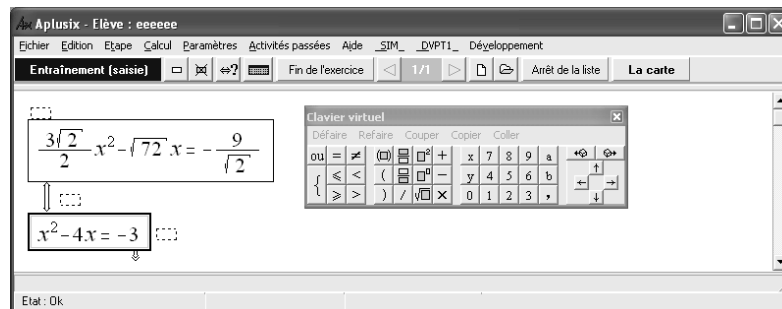 Aplusix - Elève : eeeeee
Fichier Edition Etape Calcul Paramètres Activités passées Aide _SIM_ _DVPT1_ Développement
Entraînement (saisie) ⇔? Fin de l'exercice 1/1 Arrêt de la liste La carte
3√2/2 x² − √72 x = − 9/√2
x² − 4x = −3
Clavier virtuel
Défaire Refaire Couper Copier Coller
ou = ≠ (□) □² + x 7 8 9 a
{ ⩽ < ( □⁰ − y 4 5 6 b
⩾ > ) / √□ × 0 1 2 3 ,
Etat : Ok